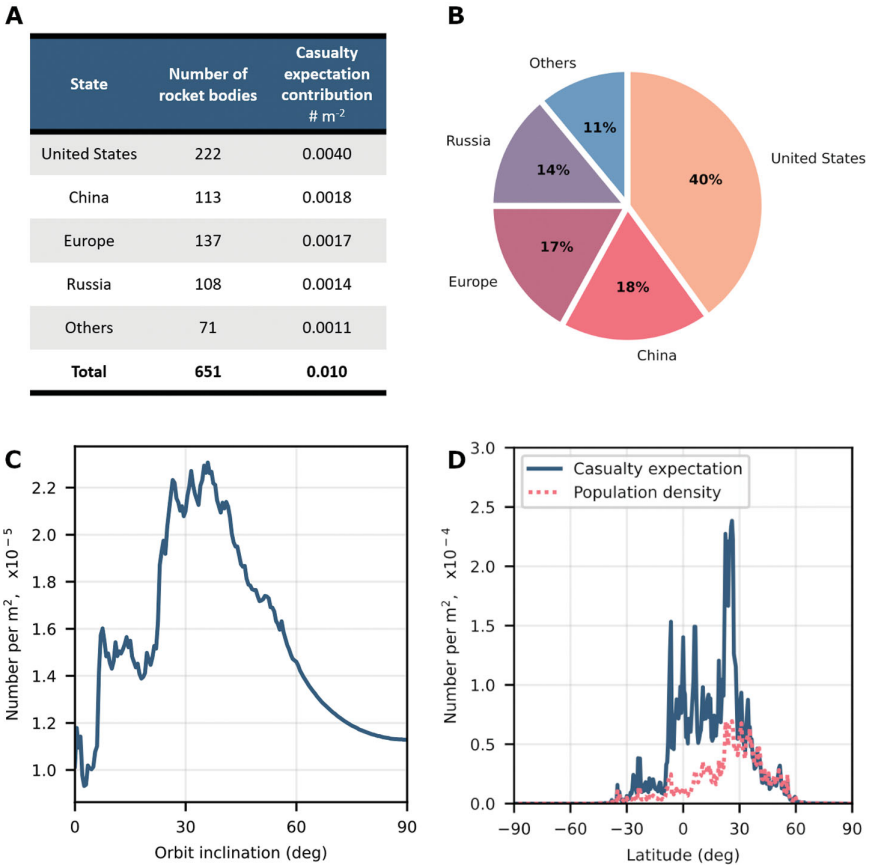 A
State
Number of
rocket bodies
Casualty
expectation
contribution
# m-2
United States 222 0.0040
China 113 0.0018
Europe 137 0.0017
Russia 108 0.0014
Others 71 0.0011
Total 651 0.010
B
Others
11%
Russia
14%
United States
40%
Europe
17%
18%
China
C
Number per m², x10⁻⁵
2.2
2.0
1.8
1.6
1.4
1.2
1.0
0 30 60 90
Orbit inclination (deg)
D
Number per m², x10⁻⁴
3.0
2.5
2.0
1.5
1.0
0.5
0.0
Casualty expectation
Population density
−90 −60 −30 0 30 60 90
Latitude (deg)